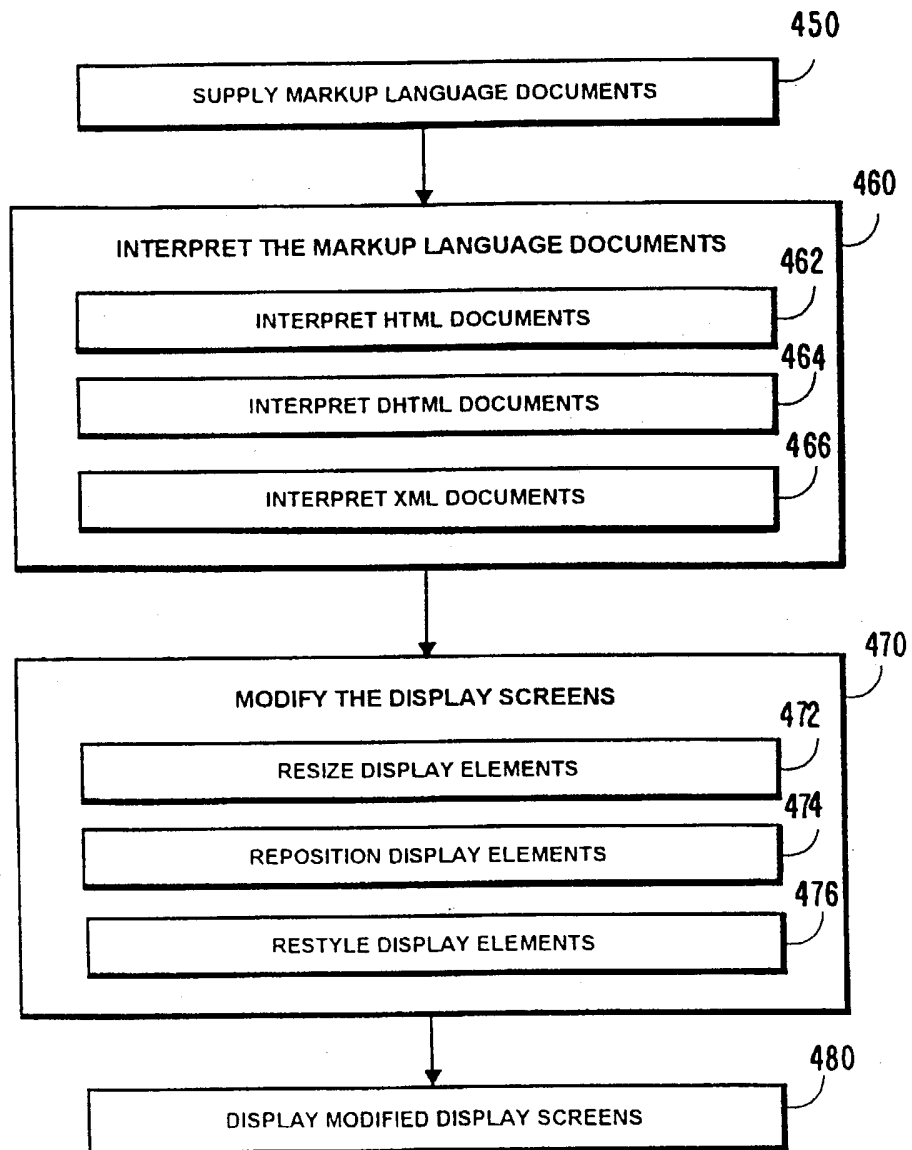 450
SUPPLY MARKUP LANGUAGE DOCUMENTS
460
INTERPRET THE MARKUP LANGUAGE DOCUMENTS
462
INTERPRET HTML DOCUMENTS
464
INTERPRET DHTML DOCUMENTS
466
INTERPRET XML DOCUMENTS
470
MODIFY THE DISPLAY SCREENS
472
RESIZE DISPLAY ELEMENTS
474
REPOSITION DISPLAY ELEMENTS
476
RESTYLE DISPLAY ELEMENTS
480
DISPLAY MODIFIED DISPLAY SCREENS